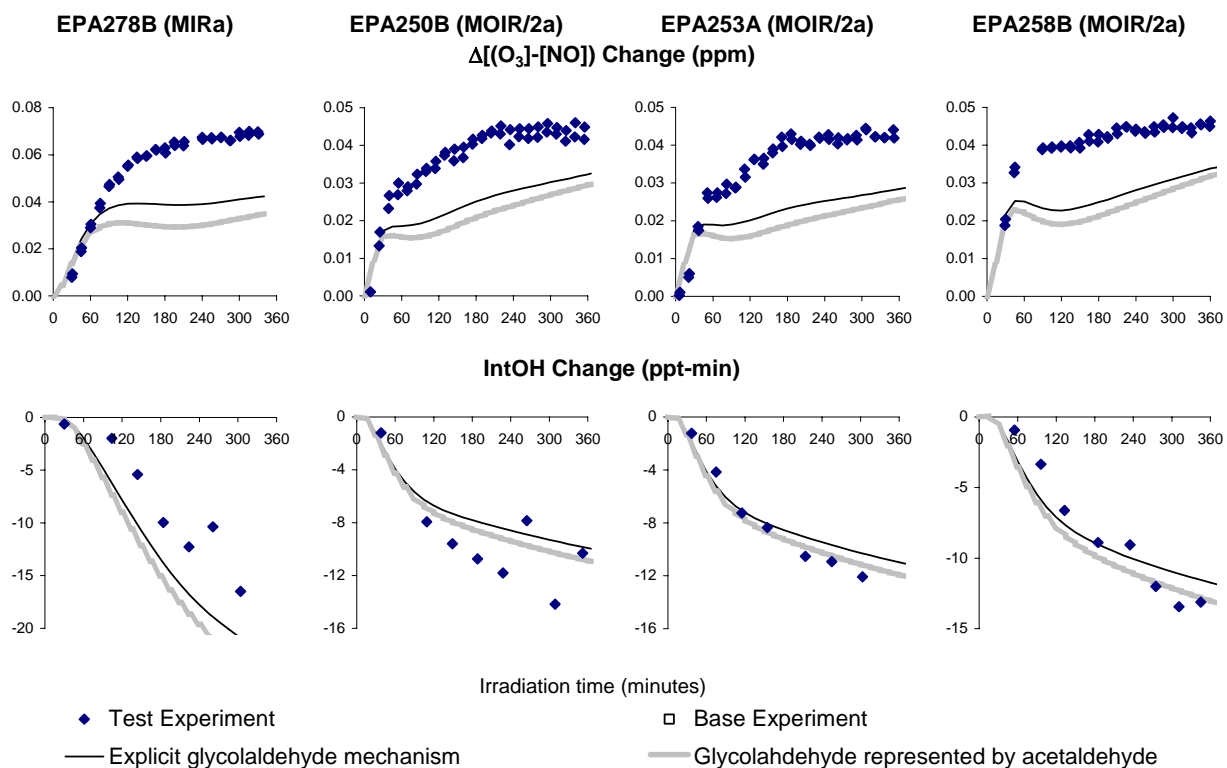 EPA278B (MIRa) EPA250B (MOIR/2a) EPA253A (MOIR/2a) EPA258B (MOIR/2a)
Δ[(O3]-[NO]) Change (ppm)
0.08 0.05 0.05 0.05
0.06 0.04 0.04 0.04
0.04 0.03 0.03 0.03
0.02 0.02 0.02 0.02
0.01 0.01 0.01
0.00 0.00 0.00 0.00
0 60 120 180 240 300 360 0 60 120 180 240 300 360 0 60 120 180 240 300 360 0 60 120 180 240 300 360
IntOH Change (ppt-min)
0 0 0 0
0 60 120 180 240 300 360 0 60 120 180 240 300 360 0 60 120 180 240 300 360 0 60 120 180 240 300 360
-5 -4 -4 -5
-10 -8 -8 -10
-15 -12 -12
-20 -16 -16 -15
Irradiation time (minutes)
Test Experiment Base Experiment
Explicit glycolaldehyde mechanism Glycolahdehyde represented by acetaldehyde